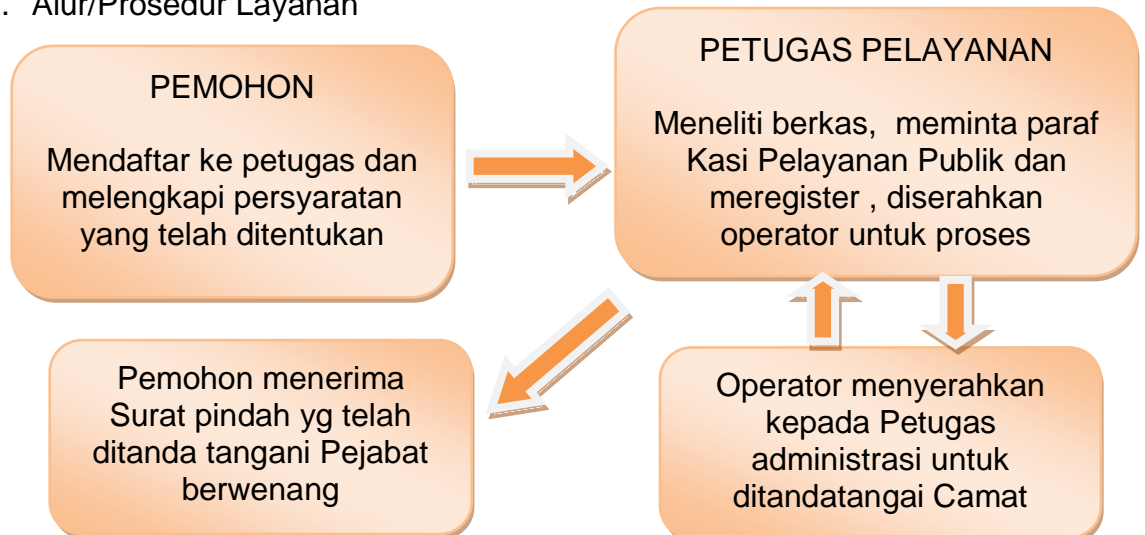 . Alur/Prosedur Layanan
PEMOHON
Mendaftar ke petugas dan
melengkapi persyaratan
yang telah ditentukan
PETUGAS PELAYANAN
Meneliti berkas, meminta paraf
Kasi Pelayanan Publik dan
meregister , diserahkan
operator untuk proses
Operator menyerahkan
kepada Petugas
administrasi untuk
ditandatangai Camat
Pemohon menerima
Surat pindah yg telah
ditanda tangani Pejabat
berwenang